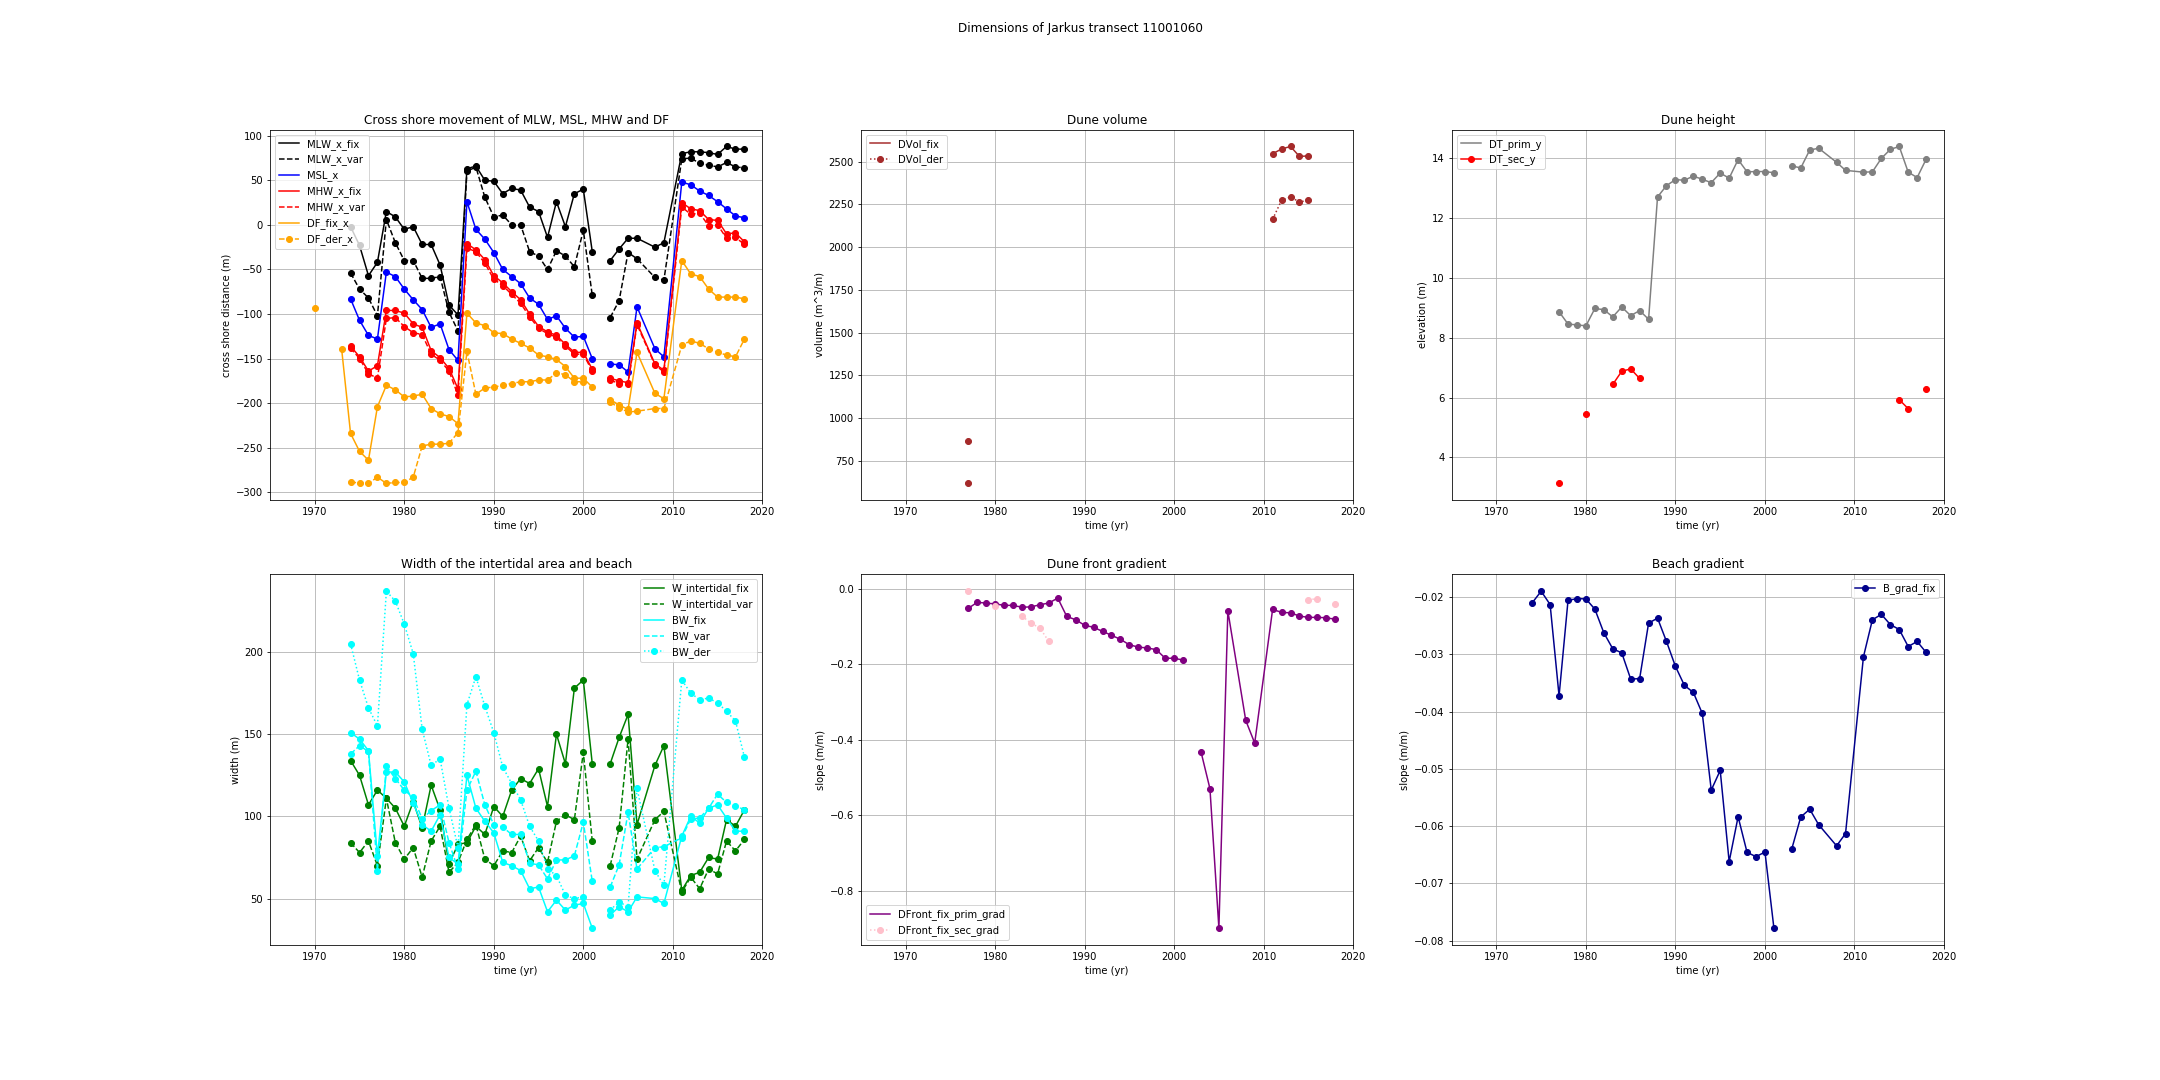 Dimensions of Jarkus transect 11001060
Cross shore movement of MLW, MSL, MHW and DF
100
50
0
−50
−100
−150
−200
−250
−300
cross shore distance (m)
MLW_x_fix
MLW_x_var
MSL_x
MHW_x_fix
MHW_x_var
DF_fix_x
DF_der_x
1970 1980 1990 2000 2010 2020
time (yr)
Dune volume
2500
2250
2000
1750
1500
1250
1000
750
volume (m^3/m)
DVol_fix
DVol_der
1970 1980 1990 2000 2010 2020
time (yr)
Dune height
14
12
10
8
6
4
elevation (m)
DT_prim_y
DT_sec_y
1970 1980 1990 2000 2010 2020
time (yr)
Width of the intertidal area and beach
200
150
100
50
width (m)
W_intertidal_fix
W_intertidal_var
BW_fix
BW_var
BW_der
1970 1980 1990 2000 2010 2020
time (yr)
Dune front gradient
0.0
−0.2
−0.4
−0.6
−0.8
slope (m/m)
DFront_fix_prim_grad
DFront_fix_sec_grad
1970 1980 1990 2000 2010 2020
time (yr)
Beach gradient
−0.02
−0.03
−0.04
−0.05
−0.06
−0.07
−0.08
slope (m/m)
B_grad_fix
1970 1980 1990 2000 2010 2020
time (yr)